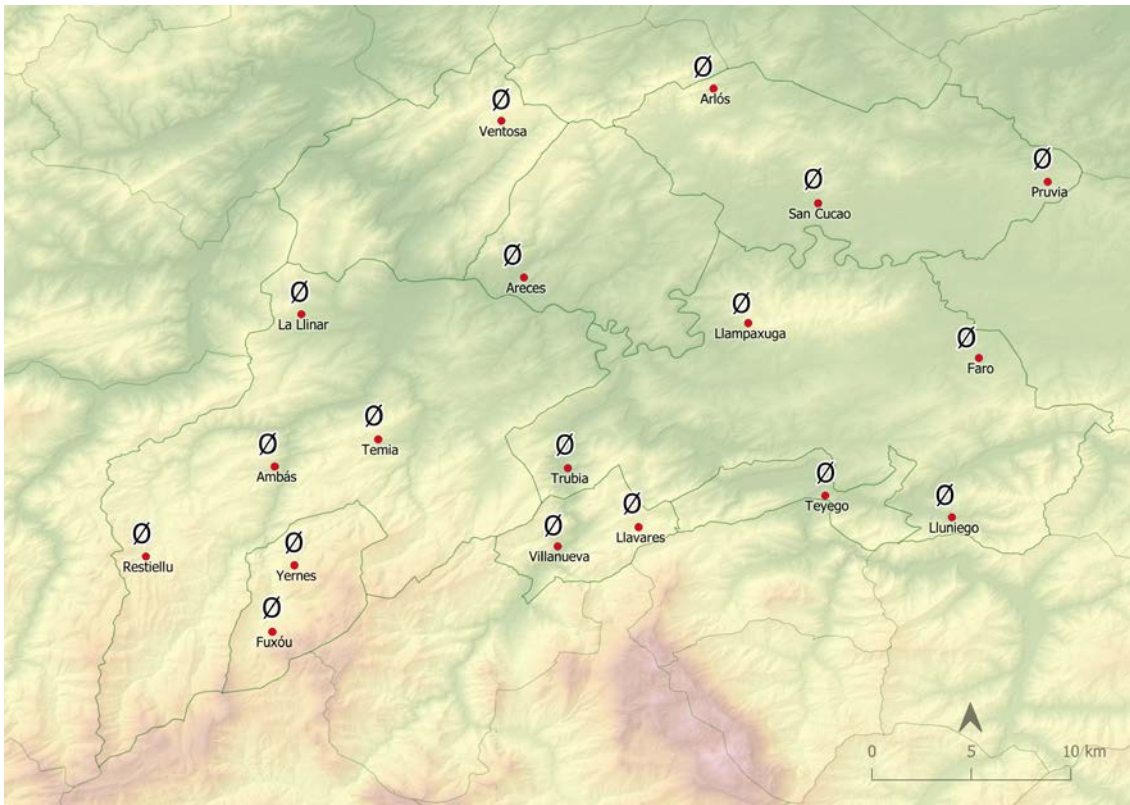 Ø
Arlós
Ø
Ventosa
Ø
Pruvia
Ø
San Cucao
Ø
Areces
Ø
La Llinar
Ø
Llampaxuga
Ø
Faro
Ø
Temia
Ø
Ambás
Ø
Trubia
Ø
Teyego
Ø
Lluniego
Ø
Llavares
Ø
Villanueva
Ø
Restiellu
Ø
Yernes
Ø
Fuxóu
0 5 10 km